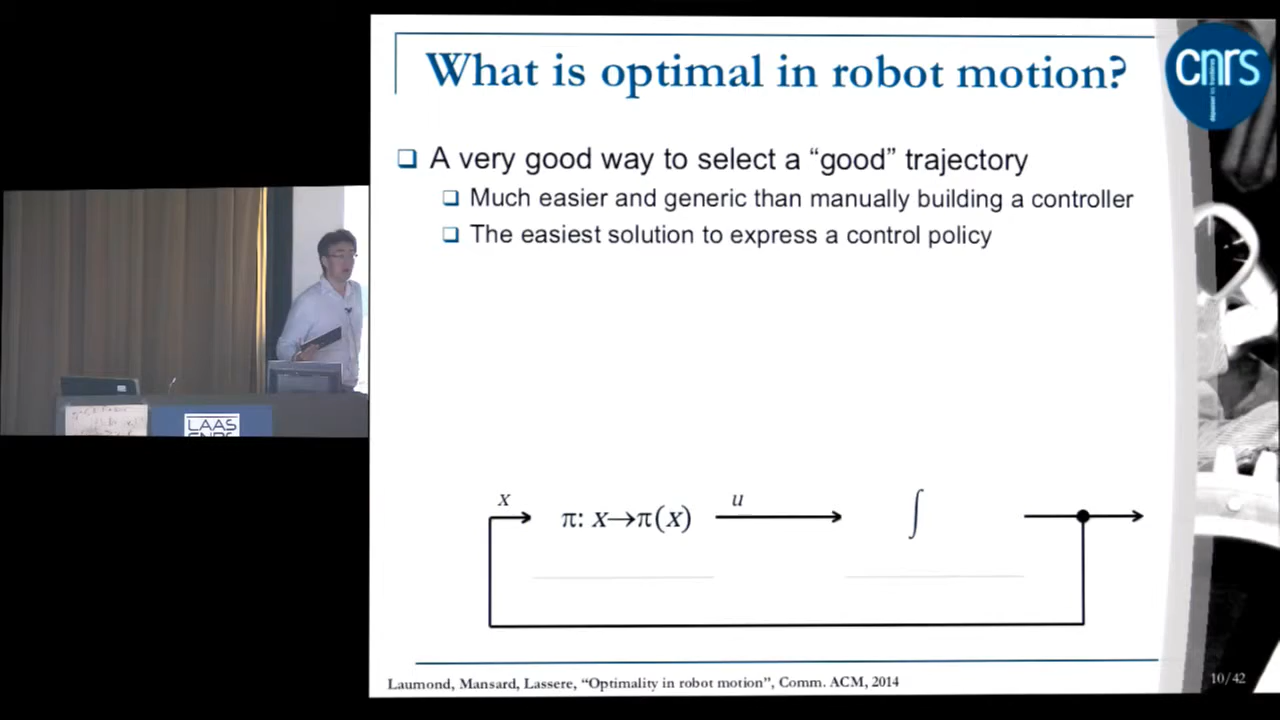 What is optimal in robot motion?
cnrs
A very good way to select a “good” trajectory
Much easier and generic than manually building a controller
The easiest solution to express a control policy
x
π: x→π(x)
u
∫
LAAS
CNRS
Laumond, Mansard, Lassere, “Optimality in robot motion”, Comm. ACM, 2014
10/42